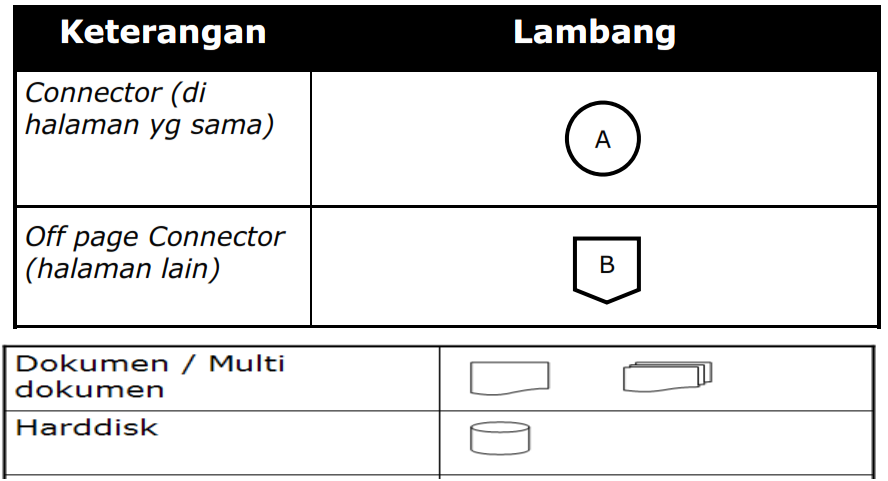 Keterangan Lambang
Connector (di
halaman yg sama)
A
Off page Connector
(halaman lain)
B
Dokumen / Multi
dokumen
Harddisk